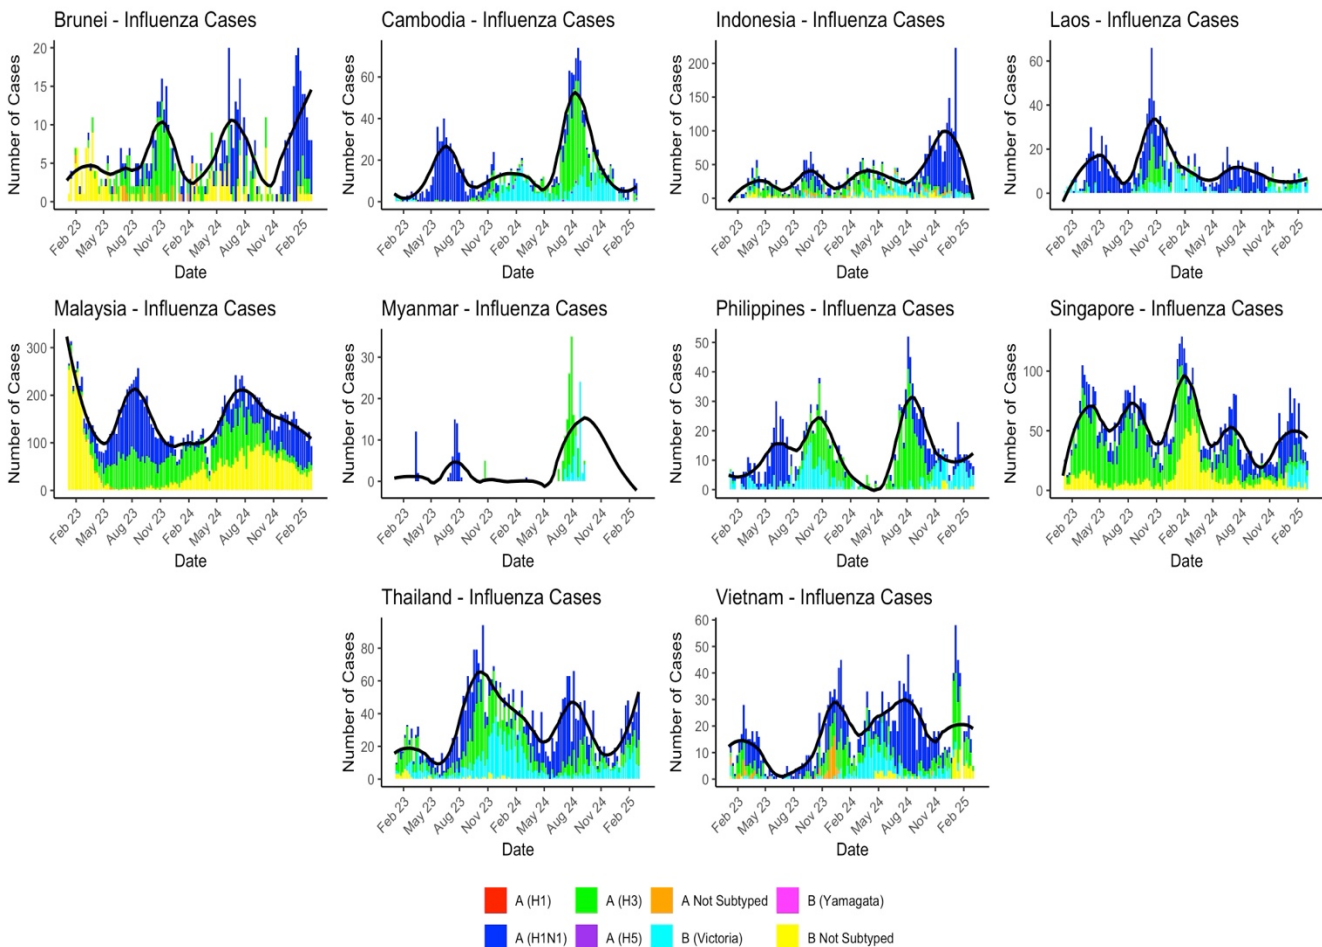 Brunei - Influenza Cases
Number of Cases
20
15
10
5
0
Feb 23
May 23
Aug 23
Nov 23
Feb 24
May 24
Aug 24
Nov 24
Feb 25
Date
Cambodia - Influenza Cases
Number of Cases
60
40
20
0
Feb 23
May 23
Aug 23
Nov 23
Feb 24
May 24
Aug 24
Nov 24
Feb 25
Date
Indonesia - Influenza Cases
Number of Cases
200
150
100
50
0
Feb 23
May 23
Aug 23
Nov 23
Feb 24
May 24
Aug 24
Nov 24
Feb 25
Date
Laos - Influenza Cases
Number of Cases
60
40
20
0
Feb 23
May 23
Aug 23
Nov 23
Feb 24
May 24
Aug 24
Nov 24
Feb 25
Date
Malaysia - Influenza Cases
Number of Cases
300
200
100
0
Feb 23
May 23
Aug 23
Nov 23
Feb 24
May 24
Aug 24
Nov 24
Feb 25
Date
Myanmar - Influenza Cases
Number of Cases
30
20
10
0
Feb 23
May 23
Aug 23
Nov 23
Feb 24
May 24
Aug 24
Nov 24
Feb 25
Date
Philippines - Influenza Cases
Number of Cases
50
40
30
20
10
0
Feb 23
May 23
Aug 23
Nov 23
Feb 24
May 24
Aug 24
Nov 24
Feb 25
Date
Singapore - Influenza Cases
Number of Cases
100
50
0
Feb 23
May 23
Aug 23
Nov 23
Feb 24
May 24
Aug 24
Nov 24
Feb 25
Date
Thailand - Influenza Cases
Number of Cases
80
60
40
20
0
Feb 23
May 23
Aug 23
Nov 23
Feb 24
May 24
Aug 24
Nov 24
Feb 25
Date
Vietnam - Influenza Cases
Number of Cases
60
50
40
30
20
10
0
Feb 23
May 23
Aug 23
Nov 23
Feb 24
May 24
Aug 24
Nov 24
Feb 25
Date
A (H1)
A (H3)
A Not Subtyped
B (Yamagata)
A (H1N1)
A (H5)
B (Victoria)
B Not Subtyped